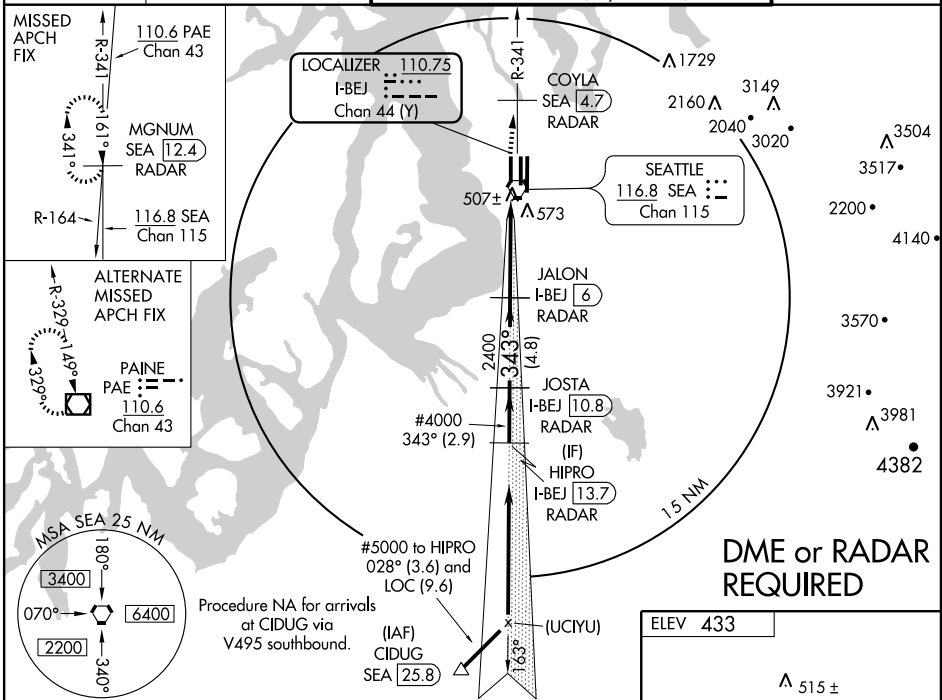 MISSED
APCH
FIX
R-341
110.6 PAE
Chan 43
161°
341°
MGNUM
SEA 12.4
RADAR
R-164
116.8 SEA
Chan 115
ALTERNATE
MISSED
APCH FIX
R-329
149°
329°
PAINE
PAE
110.6
Chan 43
LOCALIZER 110.75
I-BEJ
Chan 44 (Y)
R-341
COYLA
SEA 4.7
RADAR
1729
2160
3149
2040
3020
3504
3517
2200
4140
SEATTLE
116.8 SEA
Chan 115
507±
573
JALON
I-BEJ 6
RADAR
2400
343°
(4.8)
3570
JOSTA
I-BEJ 10.8
RADAR
3921
3981
4382
#4000
343° (2.9)
(IF)
HIPRO
I-BEJ 13.7
RADAR
15 NM
#5000 to HIPRO
028° (3.6) and
LOC (9.6)
DME or RADAR
REQUIRED
MSA SEA 25 NM
180°
3400
070°
6400
2200
340°
Procedure NA for arrivals
at CIDUG via
V495 southbound.
(IAF)
CIDUG
SEA 25.8
(UCIYU)
163°
ELEV 433
515 ±